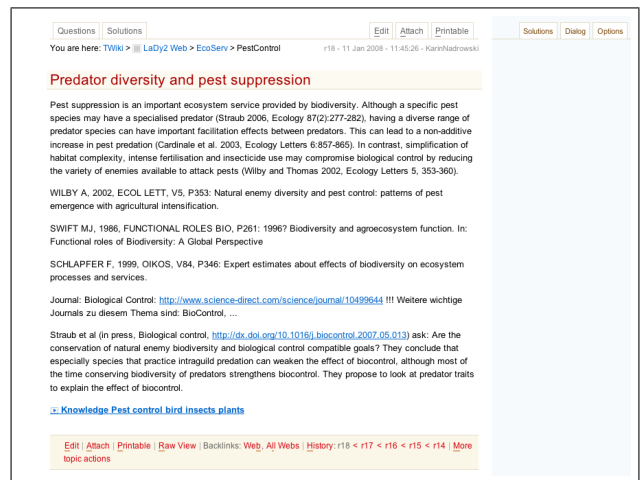 Questions Solutions Edit Attach Printable Solutions Dialog Options
You are here: TWiki > LaDy2 Web > EcoServ > PestControl r18 - 11 Jan 2008 - 11:45:26 - KarinNadrowski
Predator diversity and pest suppression
Pest suppression is an important ecosystem service provided by biodiversity. Although a specific pest
species may have a specialised predator (Straub 2006, Ecology 87(2):277-282), having a diverse range of
predator species can have important facilitation effects between predators. This can lead to a non-additive
increase in pest predation (Cardinale et al. 2003, Ecology Letters 6:857-865). In contrast, simplification of
habitat complexity, intense fertilisation and insecticide use may compromise biological control by reducing
the variety of enemies available to attack pests (Wilby and Thomas 2002, Ecology Letters 5, 353-360).
WILBY A, 2002, ECOL LETT, V5, P353: Natural enemy diversity and pest control: patterns of pest
emergence with agricultural intensification.
SWIFT MJ, 1986, FUNCTIONAL ROLES BIO, P261: 1996? Biodiversity and agroecosystem function. In:
Functional roles of Biodiversity: A Global Perspective
SCHLAPFER F, 1999, OIKOS, V84, P346: Expert estimates about effects of biodiversity on ecosystem
processes and services.
Journal: Biological Control: http://www.science-direct.com/science/journal/10499644 !!! Weitere wichtige
Journals zu diesem Thema sind: BioControl, ...
Straub et al (in press, Biological control, http://dx.doi.org/10.1016/j.biocontrol.2007.05.013) ask: Are the
conservation of natural enemy biodiversity and biological control compatible goals? They conclude that
especially species that practice intraguild predation can weaken the effect of biocontrol, although most of
the time conserving biodiversity of predators strengthens biocontrol. They propose to look at predator traits
to explain the effect of biocontrol.
Knowledge Pest control bird insects plants
Edit | Attach | Printable | Raw View | Backlinks: Web, All Webs | History: r18 < r17 < r16 < r15 < r14 | More
topic actions